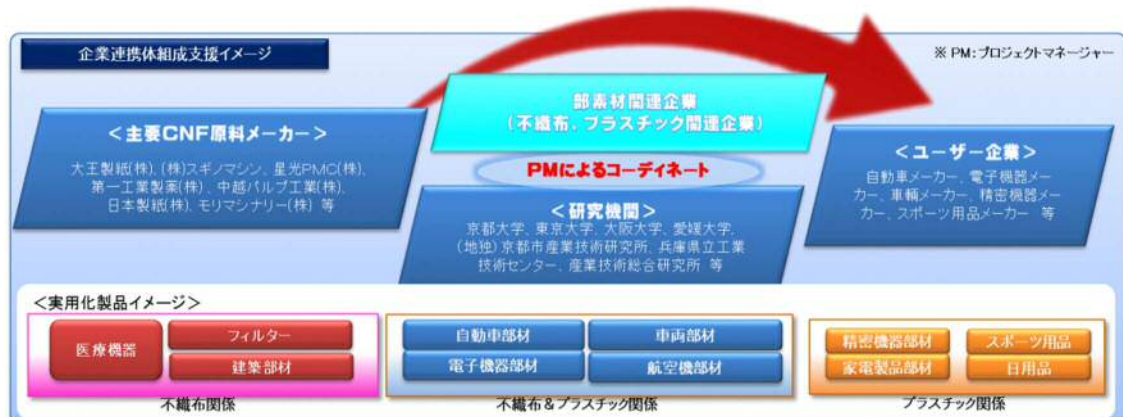 企業連携体組成支援イメージ
※ PM:プロジェクトマネージャー
部素材関連企業
(不織布、プラスチック関連企業)
<主要CNF原料メーカー>
大王製紙(株)、(株)スギノマシン、星光PMC(株)、
第一工業製薬(株)、中越パルプ工業(株)、
日本製紙(株)、モリマシナリー(株) 等
PMによるコーディネート
<研究機関>
京都大学、東京大学、大阪大学、愛媛大学、
(地独)京都市産業技術研究所、兵庫県立工業
技術センター、産業技術総合研究所 等
<ユーザー企業>
自動車メーカー、電子機器メー
カー、車輌メーカー、精密機器メー
カー、スポーツ用品メーカー 等
<実用化製品イメージ>
医療機器
フィルター
建築部材
不織布関係
自動車部材
車両部材
電子機器部材
航空機部材
不織布&プラスチック関係
精密機器部材
スポーツ用品
家電製品部材
日用品
プラスチック関係